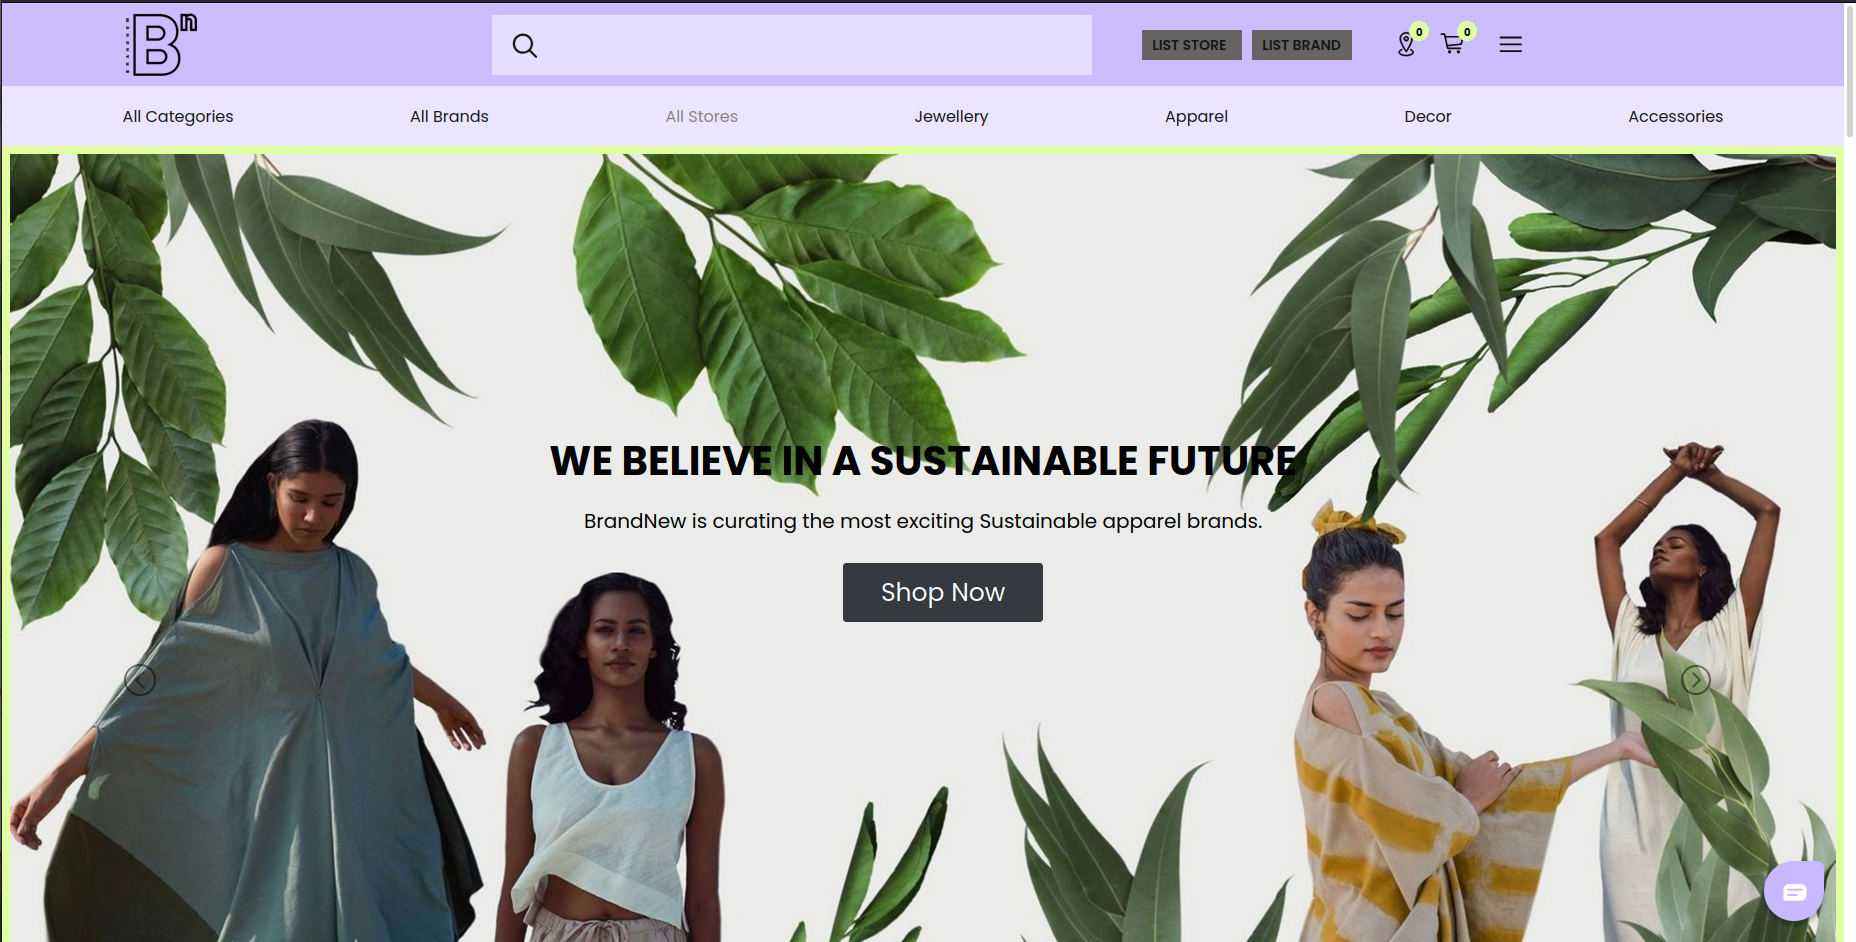 Bn
LIST STORE
LIST BRAND
0
0
All Categories
All Brands
All Stores
Jewellery
Apparel
Decor
Accessories
WE BELIEVE IN A SUSTAINABLE FUTURE
BrandNew is curating the most exciting Sustainable apparel brands.
Shop Now